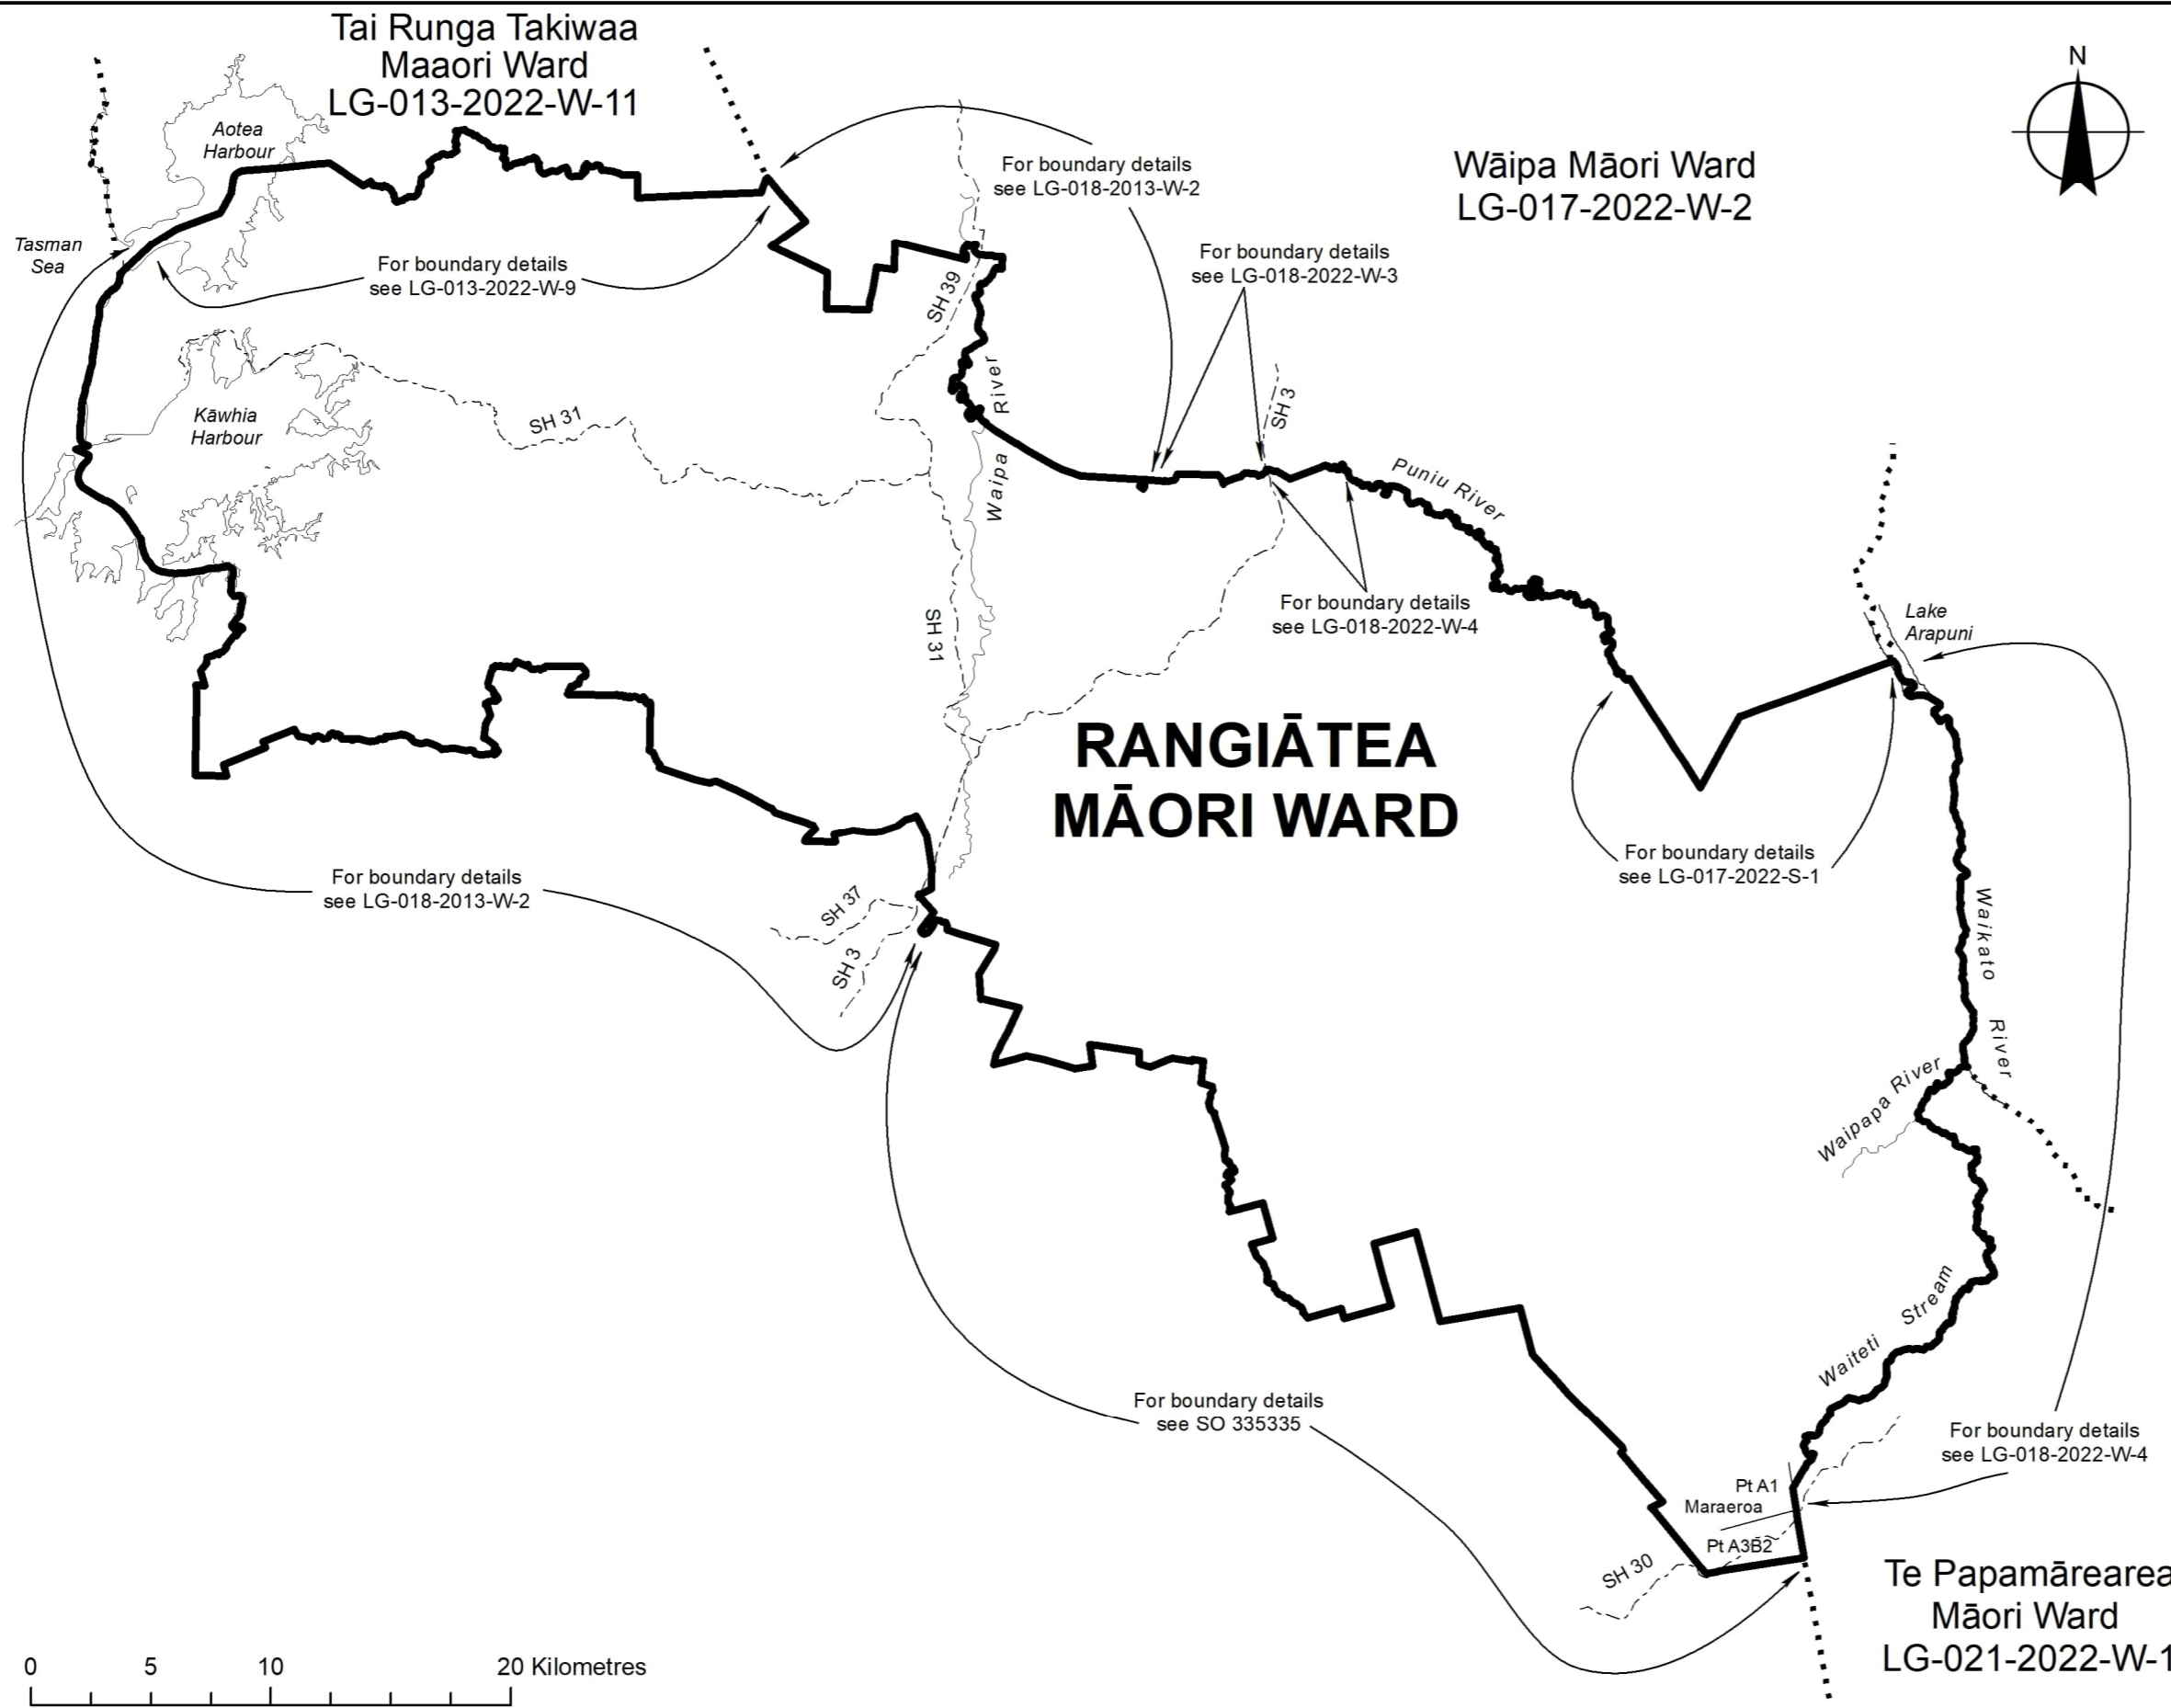 Tai Runga Takiwaa
Maaori Ward
LG-013-2022-W-11
N
Aotea
Harbour
For boundary details
see LG-018-2013-W-2
Wāipa Māori Ward
LG-017-2022-W-2
Tasman
Sea
For boundary details
see LG-013-2022-W-9
For boundary details
see LG-018-2022-W-3
SH 39
Waipa River
SH 3
Kāwhia
Harbour
SH 31
Puniu River
For boundary details
see LG-018-2022-W-4
SH 31
Lake
Arapuni
RANGIĀTEA
MĀORI WARD
For boundary details
see LG-017-2022-S-1
For boundary details
see LG-018-2013-W-2
SH 37
SH 3
Waikato River
Waipapa River
Waiteti Stream
For boundary details
see SO 335335
For boundary details
see LG-018-2022-W-4
Pt A1
Maraeroa
Pt A3B2
SH 30
Te Papamārearea
Māori Ward
LG-021-2022-W-1
0 5 10 20 Kilometres